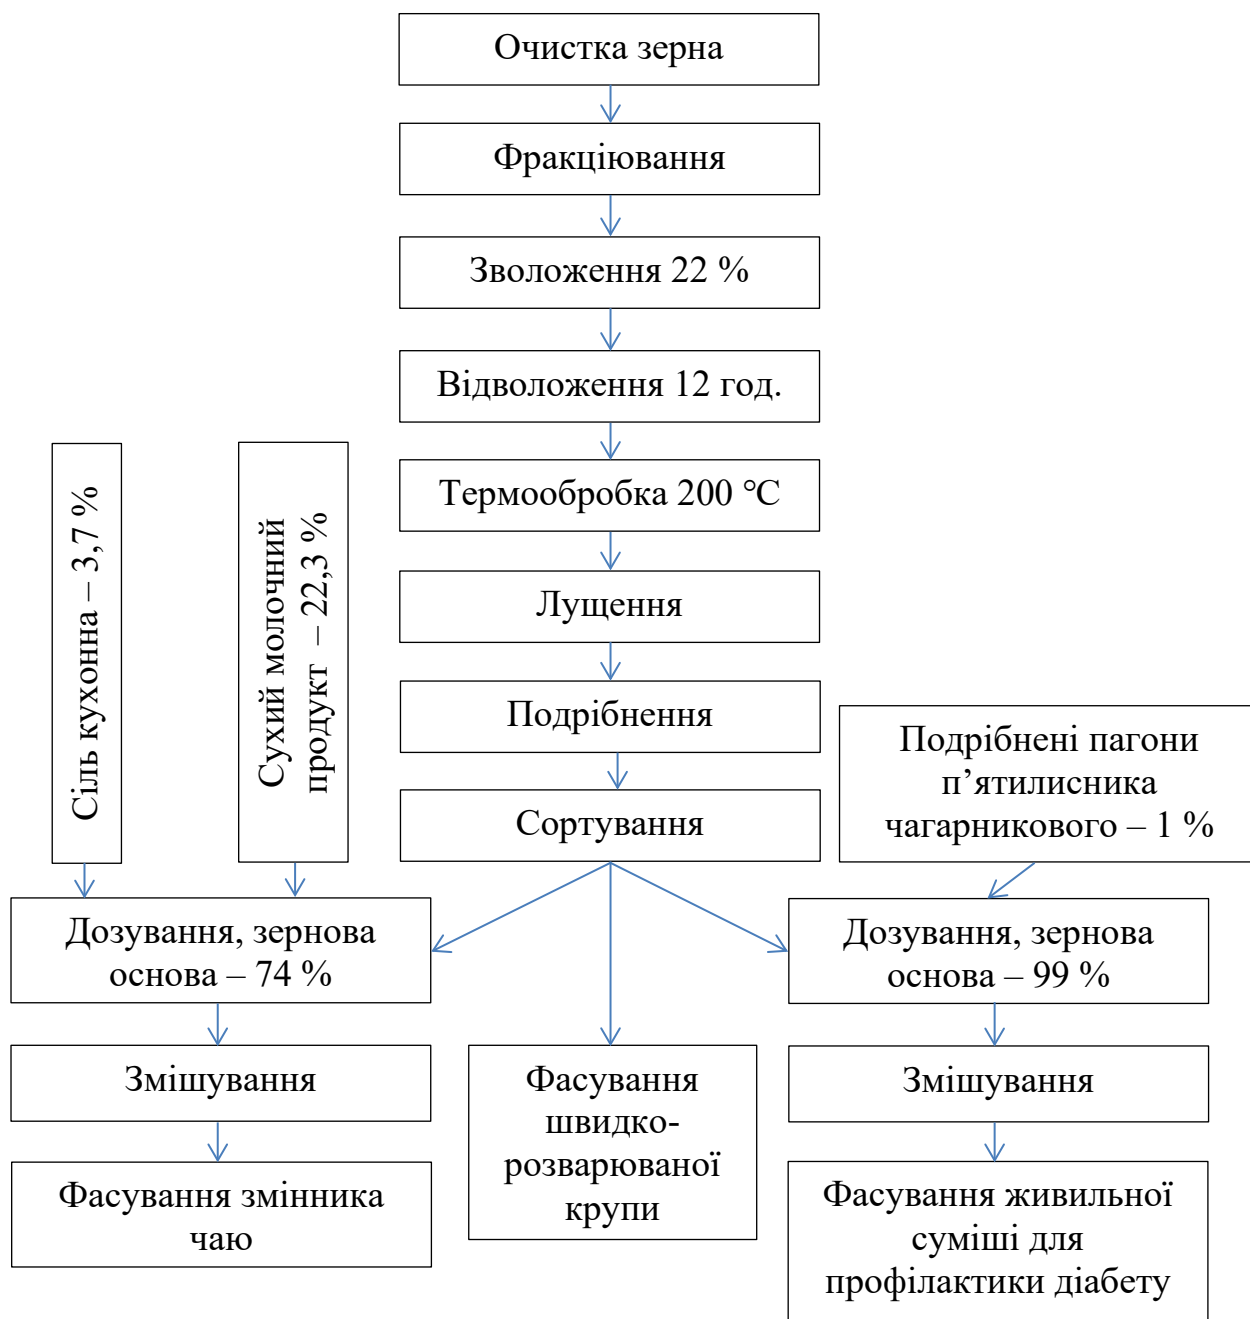 Очистка зерна
Фракціювання
Зволоження 22 %
Відволоження 12 год.
Термообробка 200 ℃
Лущення
Подрібнення
Сортування
Сіль кухонна – 3,7 %
Сухий молочний
продукт – 22,3 %
Подрібнені пагони
п’ятилисника
чагарникового – 1 %
Дозування, зернова
основа – 74 %
Дозування, зернова
основа – 99 %
Змішування
Фасування
швидко-
розварюваної
крупи
Змішування
Фасування змінника
чаю
Фасування живильної
суміші для
профілактики діабету